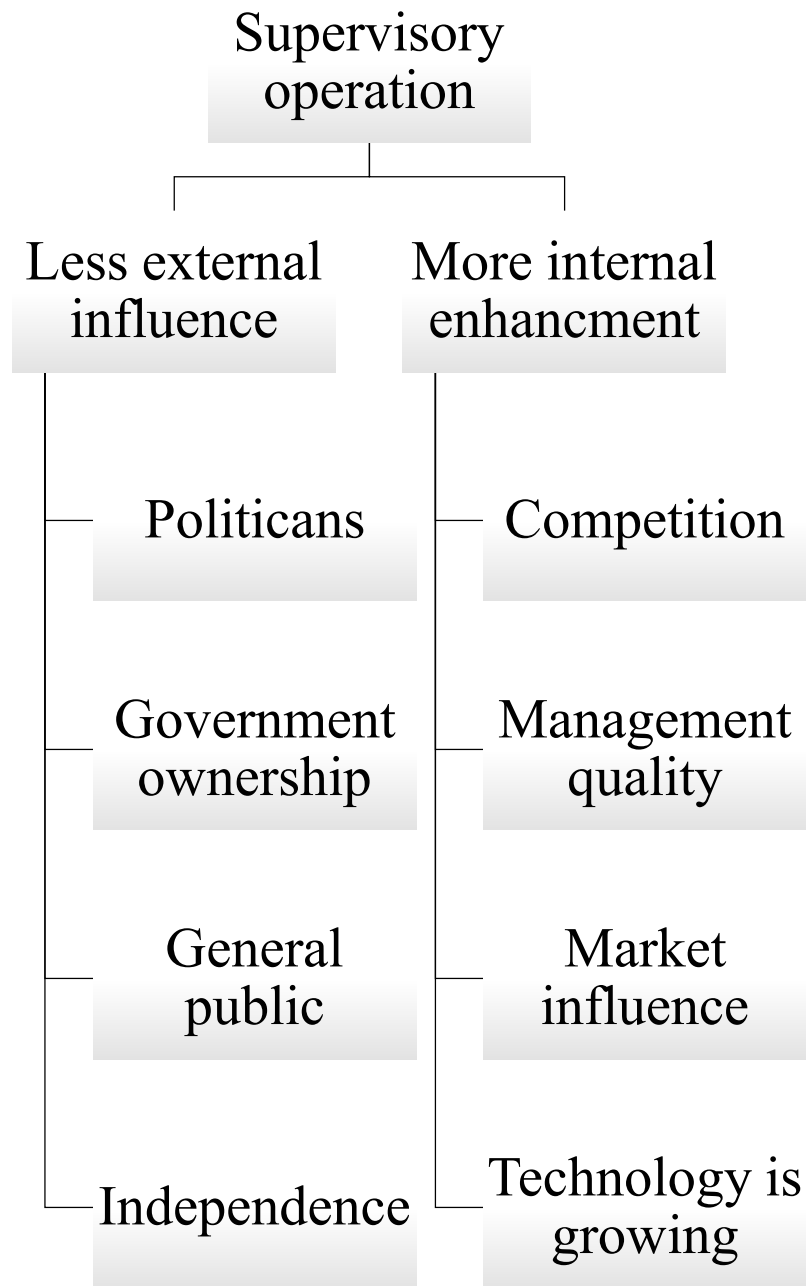 Supervisory
operation
Less external
influence
More internal
enhancment
Politicans
Government
ownership
General
public
Independence
Competition
Management
quality
Market
influence
Technology is
growing